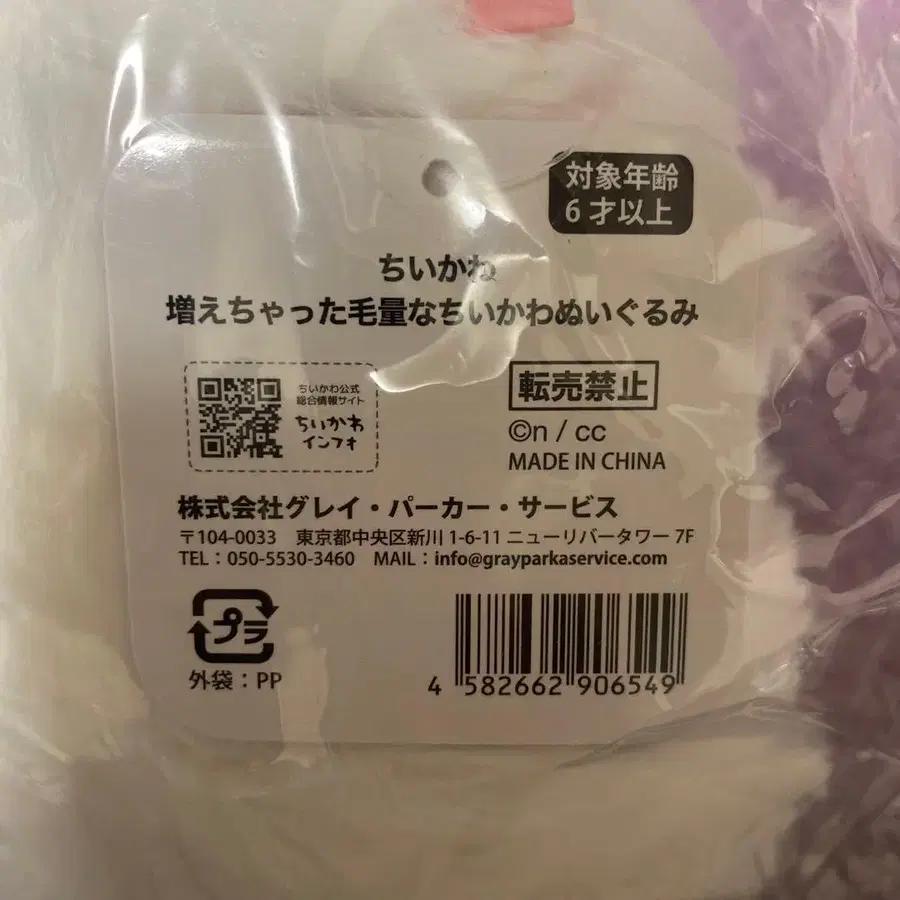 対象年齢
6才以上
ちいかわ
増えちゃった毛量なちいかわぬいぐるみ
ちいかわ公式
総合情報サイト
ちいかわ
インフォ
転売禁止
©n / cc
MADE IN CHINA
株式会社グレイ・パーカー・サービス
〒104-0033 東京都中央区新川 1-6-11 ニューリバータワー 7F
TEL：050-5530-3460 MAIL：info@grayparkaservice.com
プラ
外袋：PP
4 582662 906549